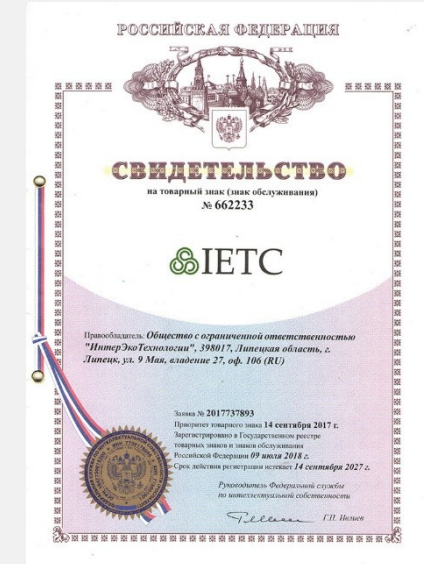 РОССИЙСКАЯ ФЕДЕРАЦИЯ
СВИДЕТЕЛЬСТВО
на товарный знак (знак обслуживания)
№ 662233
IETC
Правообладатель: Общество с ограниченной ответственностью
"ИнтерЭкоТехнологии", 398017, Липецкая область, г.
Липецк, ул. 9 Мая, владение 27, оф. 106 (RU)
Заявка № 2017737893
Приоритет товарного знака 14 сентября 2017 г.
Зарегистрировано в Государственном реестре
товарных знаков и знаков обслуживания
Российской Федерации 09 июля 2018 г.
Срок действия регистрации истекает 14 сентября 2027 г.
Руководитель Федеральной службы
по интеллектуальной собственности
Г.П. Ивлиев